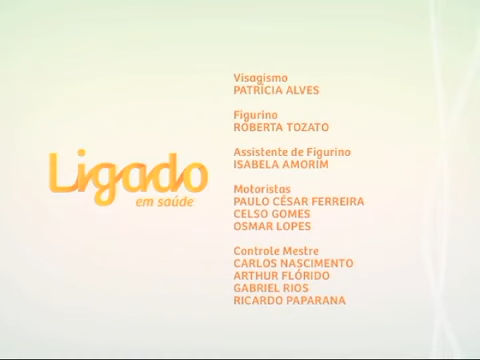 Ligado
em saúde
Visagismo
PATRÍCIA ALVES
Figurino
ROBERTA TOZATO
Assistente de Figurino
ISABELA AMORIM
Motoristas
PAULO CÉSAR FERREIRA
CELSO GOMES
OSMAR LOPES
Controle Mestre
CARLOS NASCIMENTO
ARTHUR FLÓRIDO
GABRIEL RIOS
RICARDO PAPARANA